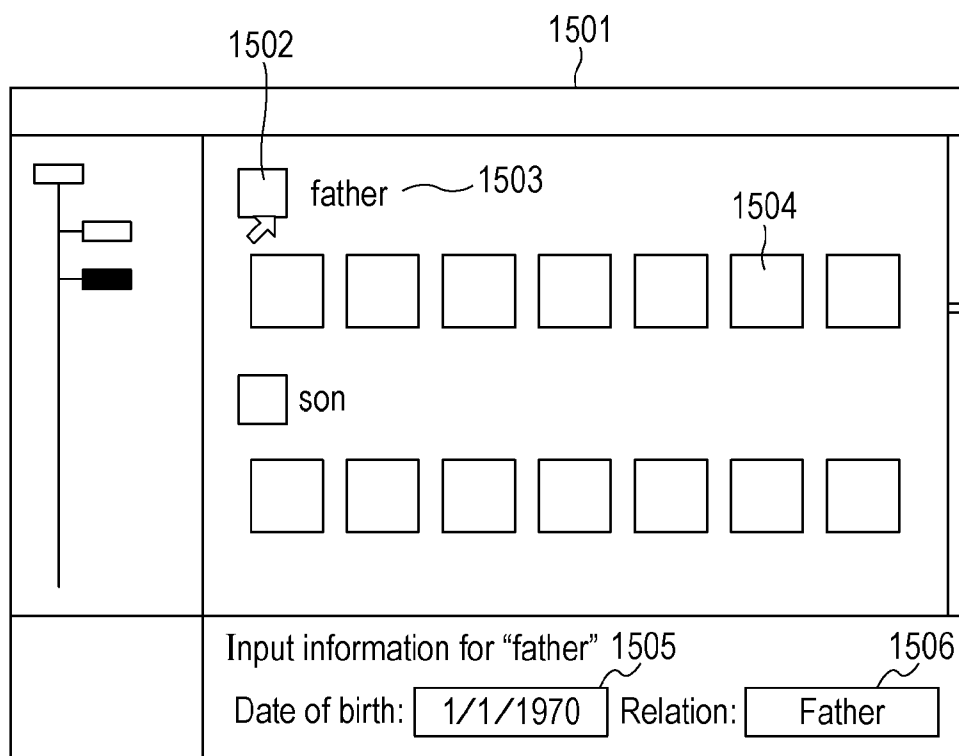 1501
1502
father 1503
1504
son
Input information for “father” 1505 1506
Date of birth: 1/1/1970 Relation: Father